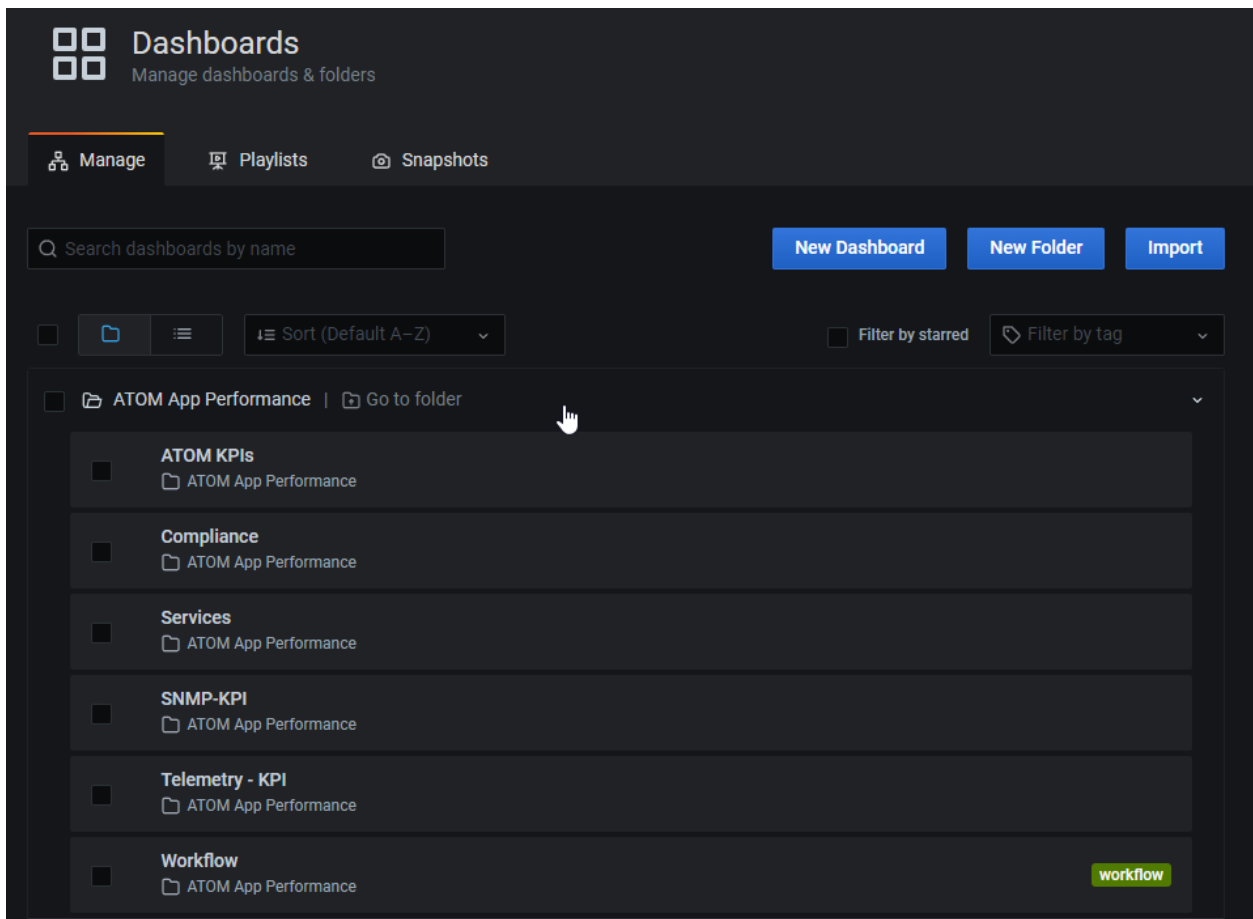 Dashboards
Manage dashboards & folders
Manage Playlists Snapshots
Search dashboards by name New Dashboard New Folder Import
Sort (Default A–Z) Filter by starred Filter by tag
ATOM App Performance | Go to folder
ATOM KPIs
ATOM App Performance
Compliance
ATOM App Performance
Services
ATOM App Performance
SNMP-KPI
ATOM App Performance
Telemetry - KPI
ATOM App Performance
Workflow
ATOM App Performance
workflow